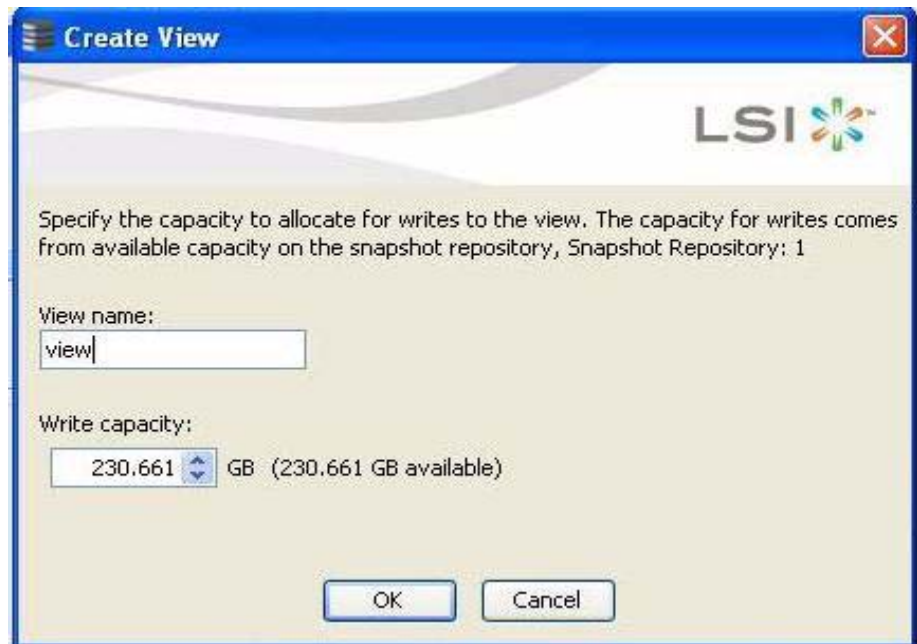 Create View
LSI
Specify the capacity to allocate for writes to the view. The capacity for writes comes
from available capacity on the snapshot repository, Snapshot Repository: 1
View name:
view
Write capacity:
230.661 GB (230.661 GB available)
OK Cancel